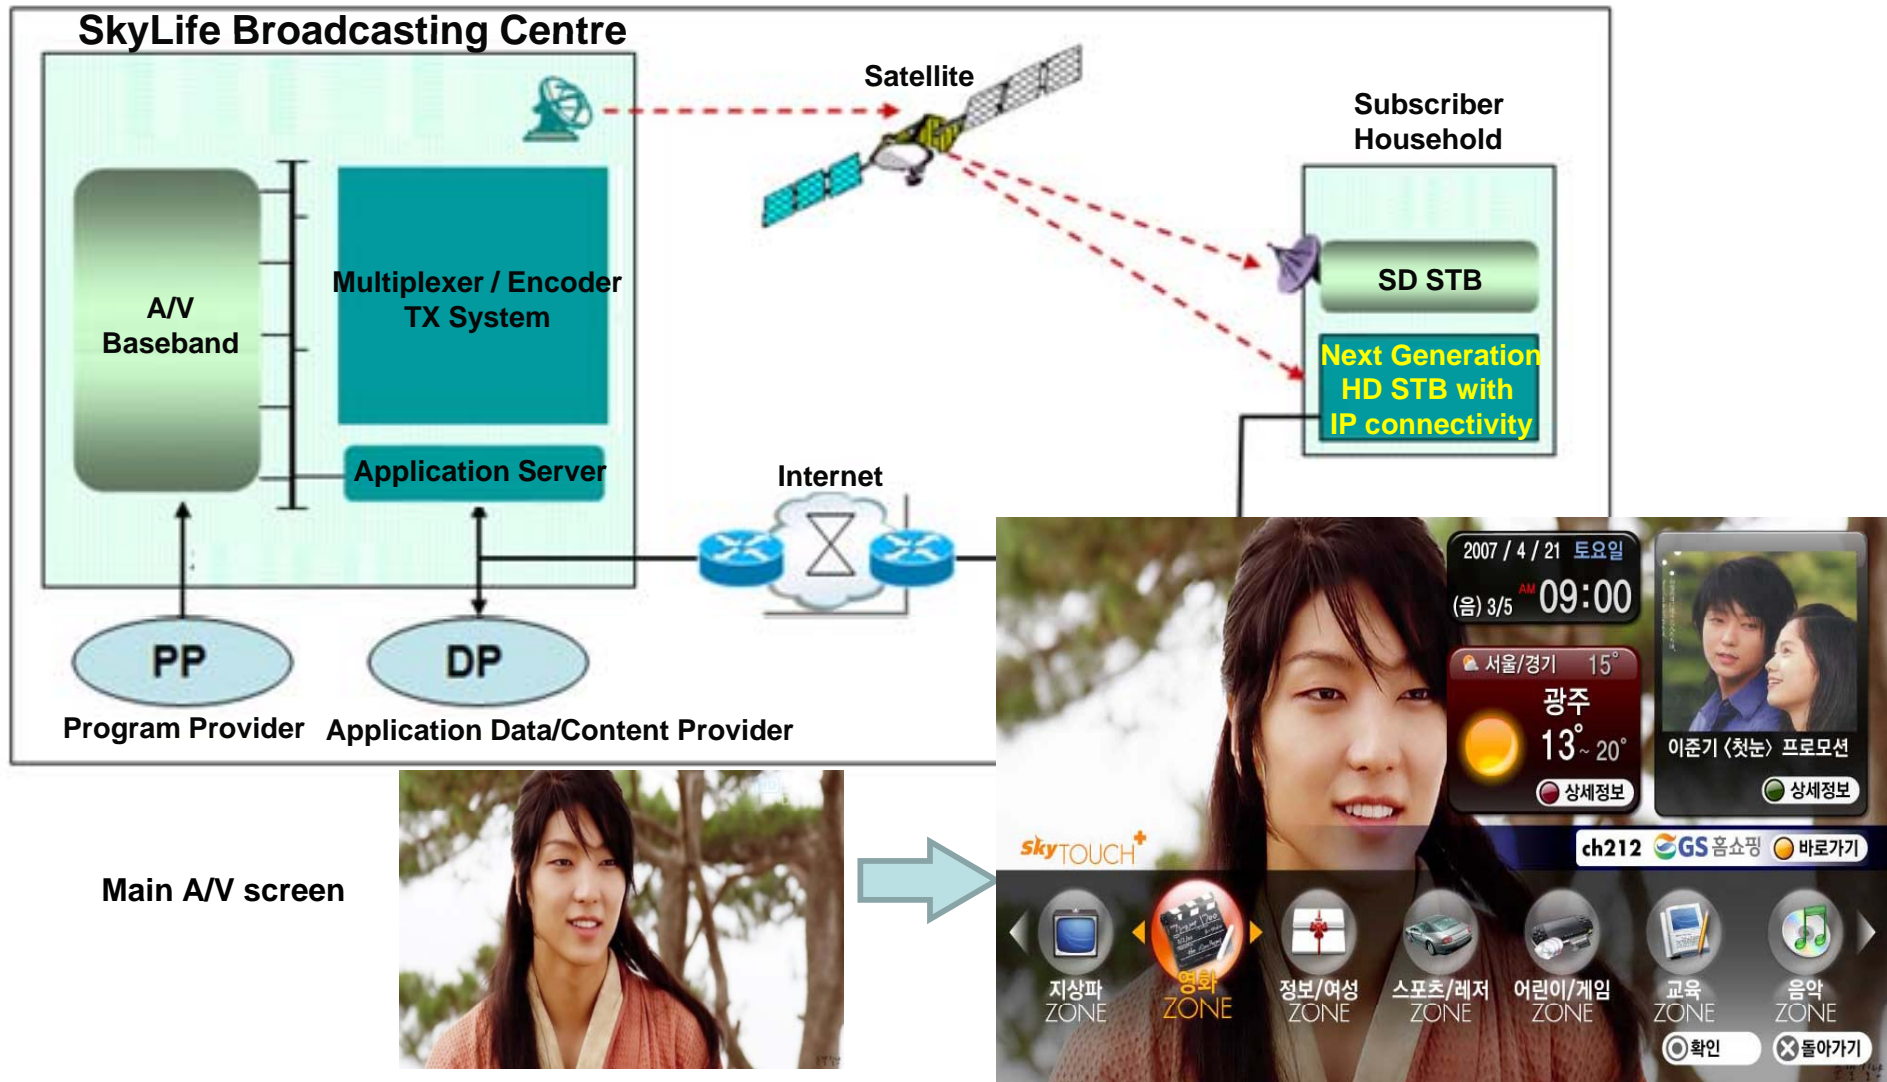 SkyLife Broadcasting Centre
Satellite
Subscriber
Household
A/V
Baseband
Multiplexer / Encoder
TX System
Application Server
SD STB
Next Generation
HD STB with
IP connectivity
Internet
PP
DP
Program Provider
Application Data/Content Provider
Main A/V screen
2007 / 4 / 21 토요일
(음) 3/5 AM 09:00
서울/경기 15°
광주
13°~ 20°
상세정보
이준기 〈첫눈〉 프로모션
상세정보
skyTOUCH+
ch212 GS홈쇼핑 바로가기
지상파
ZONE
영화
ZONE
정보/여성
ZONE
스포츠/레저
ZONE
어린이/게임
ZONE
교육
ZONE
음악
ZONE
확인
돌아가기